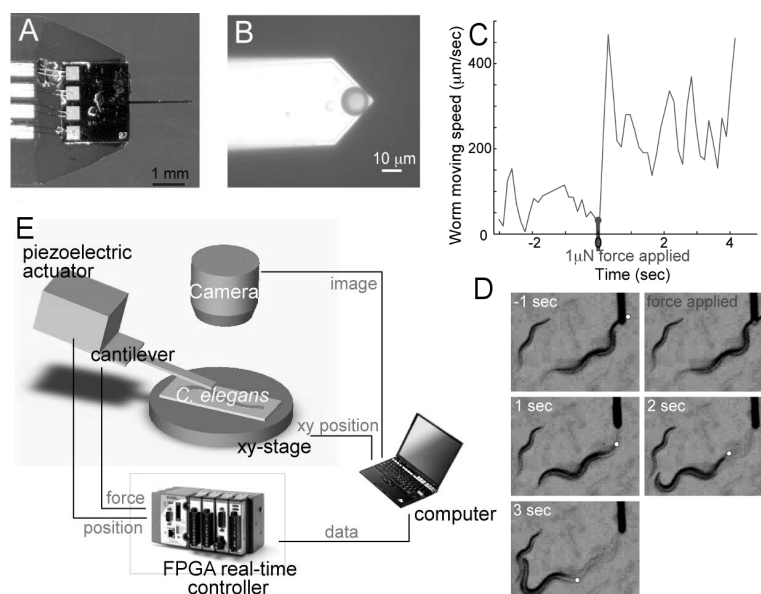 A
1 mm
07
B
10 μm
C
Worm moving speed (μm/sec)
400
200
0
-2
0
2
4
1μN force applied
Time (sec)
D
-1 sec
force applied
1 sec
2 sec
3 sec
E
piezoelectric
actuator
Camera
image
cantilever
C. elegans
xy position
xy-stage
force
position
computer
data
FPGA real-time
controller